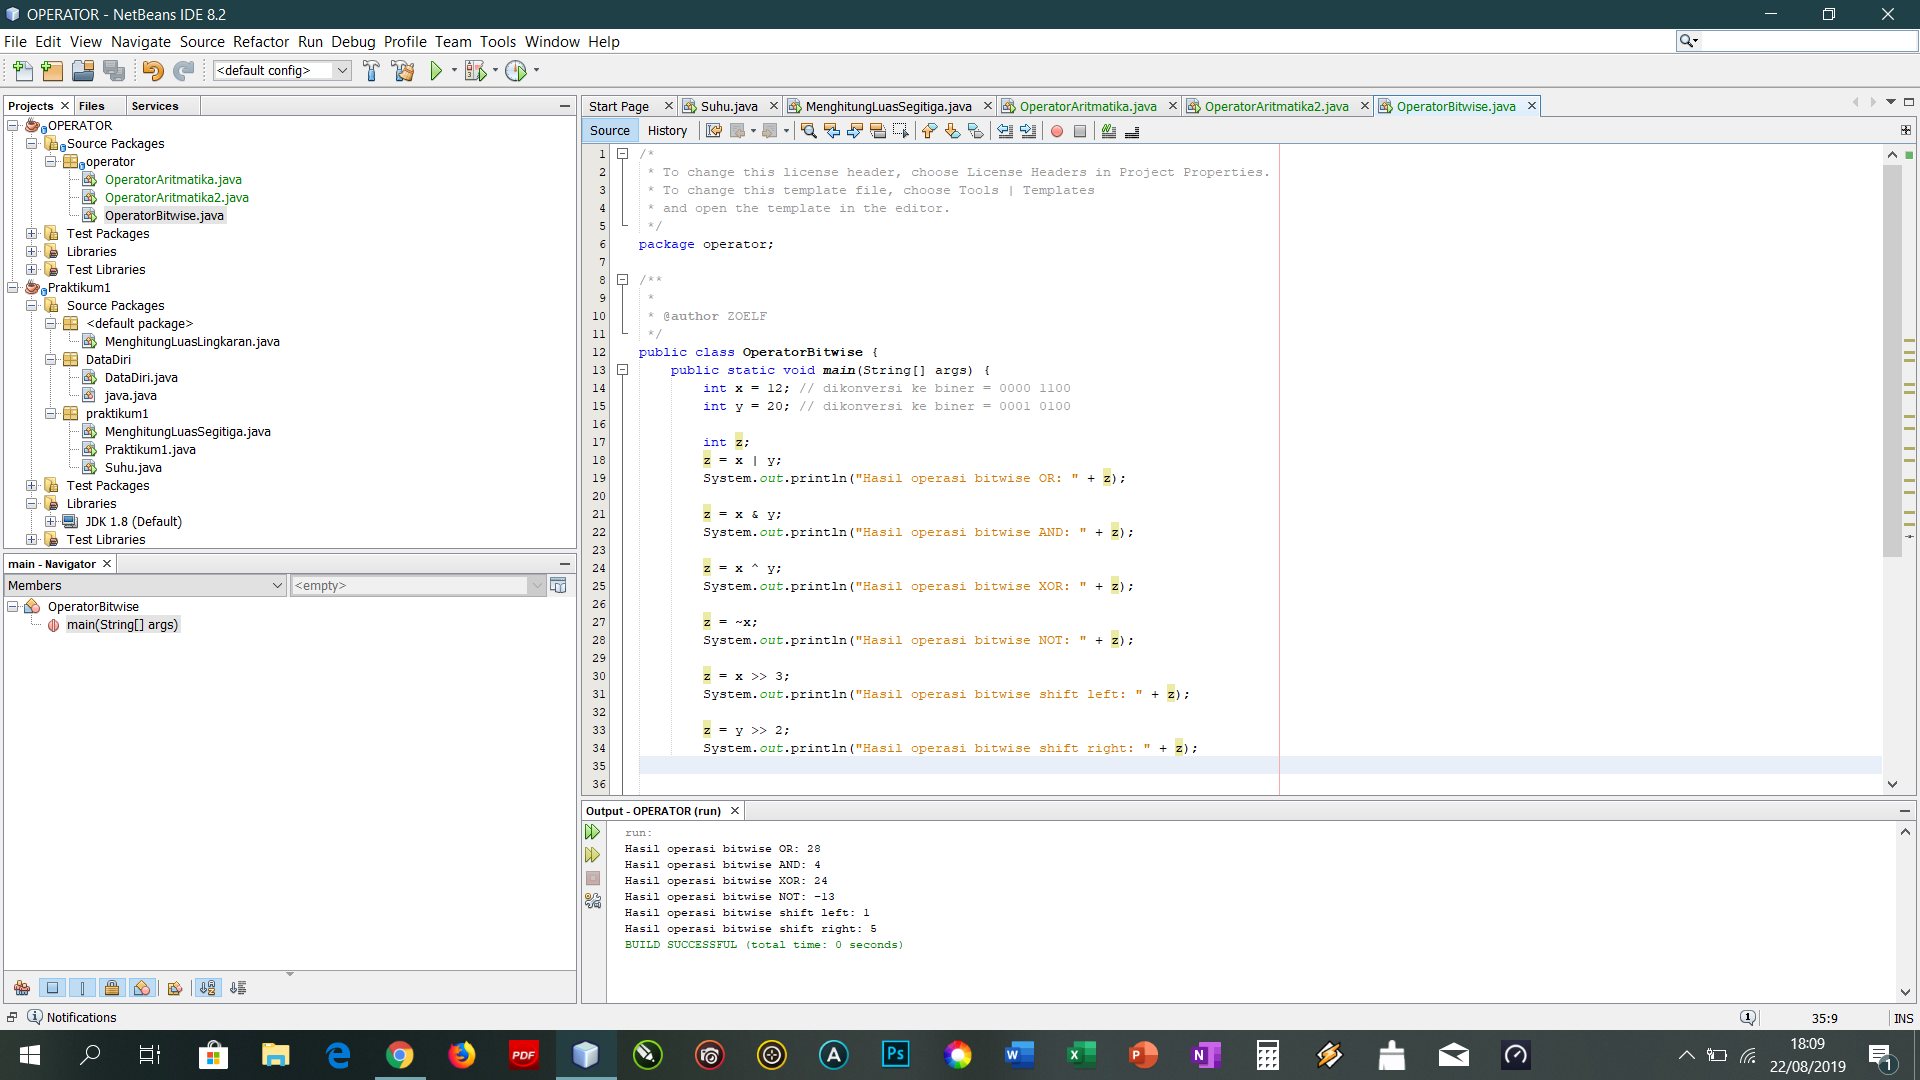 OPERATOR - NetBeans IDE 8.2
File Edit View Navigate Source Refactor Run Debug Profile Team Tools Window Help
<default config>
Projects Files Services
OPERATOR
Source Packages
operator
OperatorAritmatika.java
OperatorAritmatika2.java
OperatorBitwise.java
Test Packages
Libraries
Test Libraries
Praktikum1
Source Packages
<default package>
MenghitungLuasLingkaran.java
DataDiri
DataDiri.java
java.java
praktikum1
MenghitungLuasSegitiga.java
Praktikum1.java
Suhu.java
Test Packages
Libraries
JDK 1.8 (Default)
Test Libraries
main - Navigator
Members <empty>
OperatorBitwise
main(String[] args)
Start Page Suhu.java MenghitungLuasSegitiga.java OperatorAritmatika.java OperatorAritmatika2.java OperatorBitwise.java
Source History
1 /*
2 * To change this license header, choose License Headers in Project Properties.
3 * To change this template file, choose Tools | Templates
4 * and open the template in the editor.
5 */
6 package operator;
7
8 /**
9 *
10 * @author ZOELF
11 */
12 public class OperatorBitwise {
13 public static void main(String[] args) {
14 int x = 12; // dikonversi ke biner = 0000 1100
15 int y = 20; // dikonversi ke biner = 0001 0100
16
17 int z;
18 z = x | y;
19 System.out.println("Hasil operasi bitwise OR: " + z);
20
21 z = x & y;
22 System.out.println("Hasil operasi bitwise AND: " + z);
23
24 z = x ^ y;
25 System.out.println("Hasil operasi bitwise XOR: " + z);
26
27 z = ~x;
28 System.out.println("Hasil operasi bitwise NOT: " + z);
29
30 z = x >> 3;
31 System.out.println("Hasil operasi bitwise shift left: " + z);
32
33 z = y >> 2;
34 System.out.println("Hasil operasi bitwise shift right: " + z);
35
36
Output - OPERATOR (run)
run:
Hasil operasi bitwise OR: 28
Hasil operasi bitwise AND: 4
Hasil operasi bitwise XOR: 24
Hasil operasi bitwise NOT: -13
Hasil operasi bitwise shift left: 1
Hasil operasi bitwise shift right: 5
BUILD SUCCESSFUL (total time: 0 seconds)
Notifications
35:9 INS
PDF
Ps
18:09
22/08/2019
1